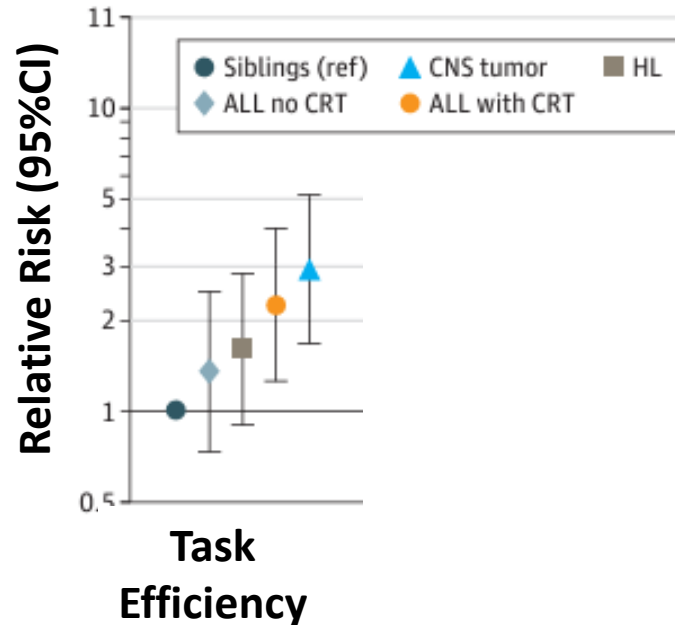 11
10
5
3
2
1
0.5
Relative Risk (95%CI)
Siblings (ref) CNS tumor HL
ALL no CRT ALL with CRT
Task
Efficiency